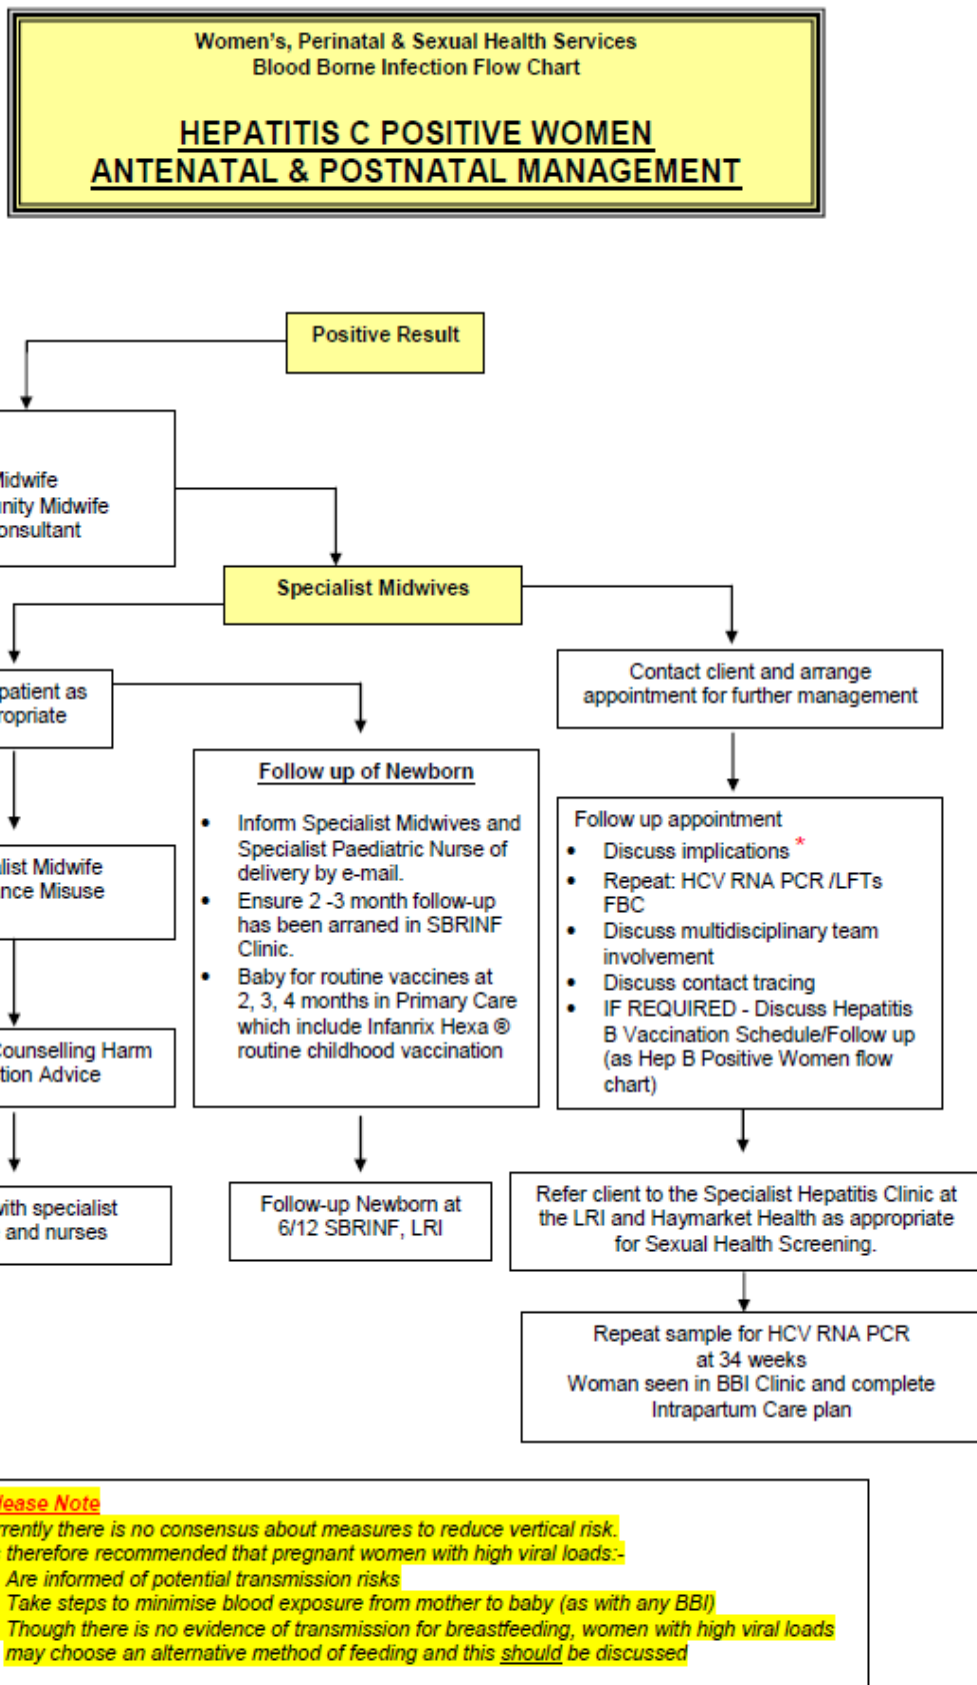 Women's, Perinatal & Sexual Health Services
Blood Borne Infection Flow Chart
HEPATITIS C POSITIVE WOMEN
ANTENATAL & POSTNATAL MANAGEMENT
Positive Result
Midwife
unity Midwife
onsultant
Specialist Midwives
patient as
ropriate
Contact client and arrange
appointment for further management
Follow up of Newborn
• Inform Specialist Midwives and
Specialist Paediatric Nurse of
delivery by e-mail.
• Ensure 2 -3 month follow-up
has been arraned in SBRINF
Clinic.
• Baby for routine vaccines at
2, 3, 4 months in Primary Care
which include Infanrix Hexa ®
routine childhood vaccination
Follow up appointment
• Discuss implications *
• Repeat: HCV RNA PCR /LFTs
FBC
• Discuss multidisciplinary team
involvement
• Discuss contact tracing
• IF REQUIRED - Discuss Hepatitis
B Vaccination Schedule/Follow up
(as Hep B Positive Women flow
chart)
alist Midwife
nce Misuse
Counselling Harm
tion Advice
with specialist
and nurses
Follow-up Newborn at
6/12 SBRINF, LRI
Refer client to the Specialist Hepatitis Clinic at
the LRI and Haymarket Health as appropriate
for Sexual Health Screening.
Repeat sample for HCV RNA PCR
at 34 weeks
Woman seen in BBI Clinic and complete
Intrapartum Care plan
lease Note
rrently there is no consensus about measures to reduce vertical risk.
therefore recommended that pregnant women with high viral loads:-
Are informed of potential transmission risks
Take steps to minimise blood exposure from mother to baby (as with any BBI)
Though there is no evidence of transmission for breastfeeding, women with high viral loads
may choose an alternative method of feeding and this should be discussed